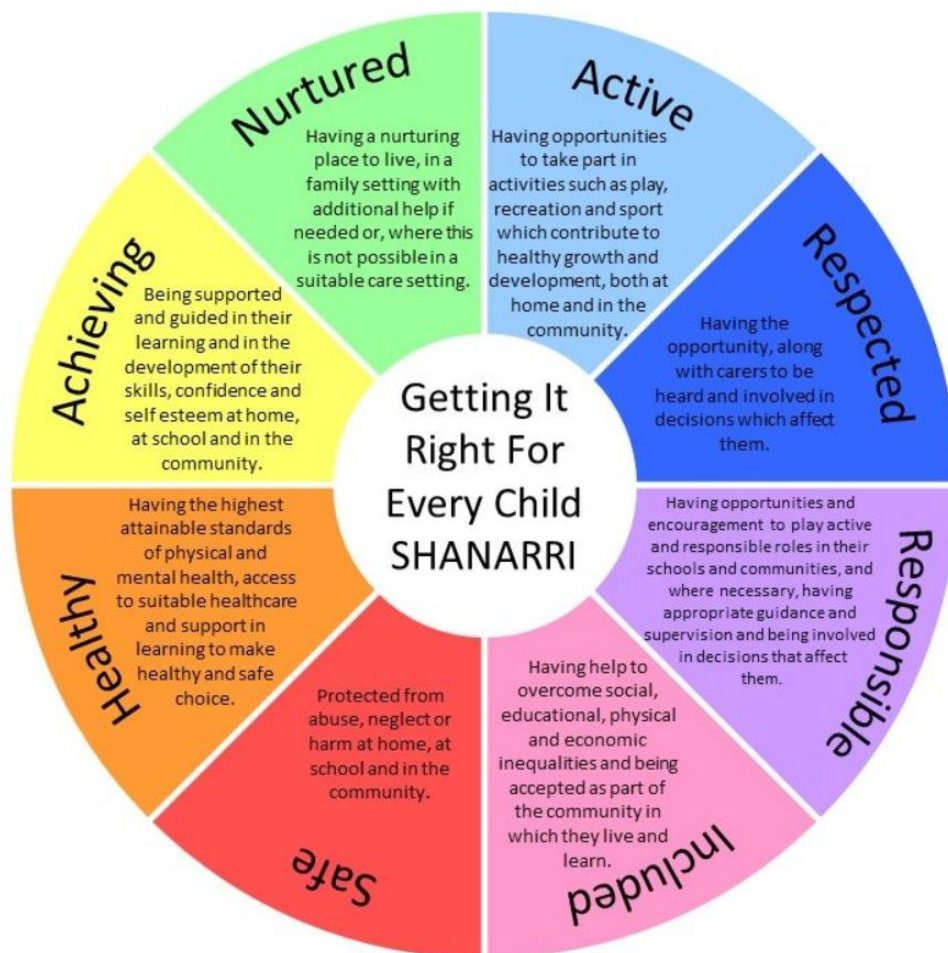 Nurtured
Having a nurturing
place to live, in a
family setting with
additional help if
needed or, where this
is not possible in a
suitable care setting.
Active
Having opportunities
to take part in
activities such as play,
recreation and sport
which contribute to
healthy growth and
development, both at
home and in the
community.
Respected
Having the
opportunity, along
with carers to be
heard and involved in
decisions which affect
them.
Responsible
Having opportunities and
encouragement to play active
and responsible roles in their
schools and communities, and
where necessary, having
appropriate guidance and
supervision and being involved
in decisions that affect
them.
Included
Having help to
overcome social,
educational, physical
and economic
inequalities and being
accepted as part of
the community in
which they live and
learn.
Safe
Protected from
abuse, neglect or
harm at home, at
school and in the
community.
Healthy
Having the highest
attainable standards
of physical and
mental health, access
to suitable healthcare
and support in
learning to make
healthy and safe
choice.
Achieving
Being supported
and guided in their
learning and in the
development of their
skills, confidence and
self esteem at home,
at school and in the
community.
Getting It
Right For
Every Child
SHANARRI